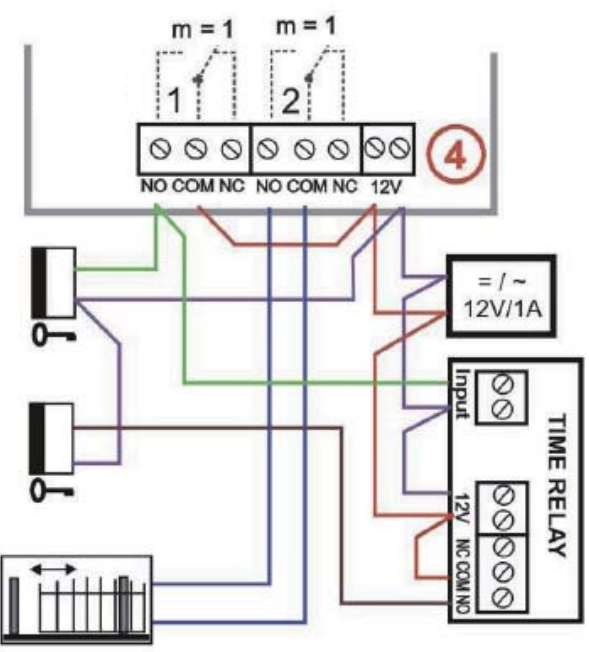 m = 1 m = 1
1 2
4
NO COM NC NO COM NC 12V
= / ~
12V/1A
Input
TIME RELAY
12V
NC COM NO